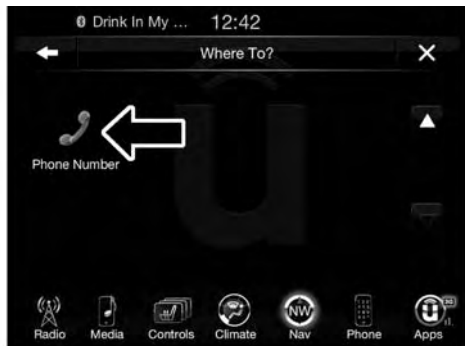 Drink In My ... 12:42
Where To?
Phone Number
NW
Radio Media Controls Climate Nav Phone Apps